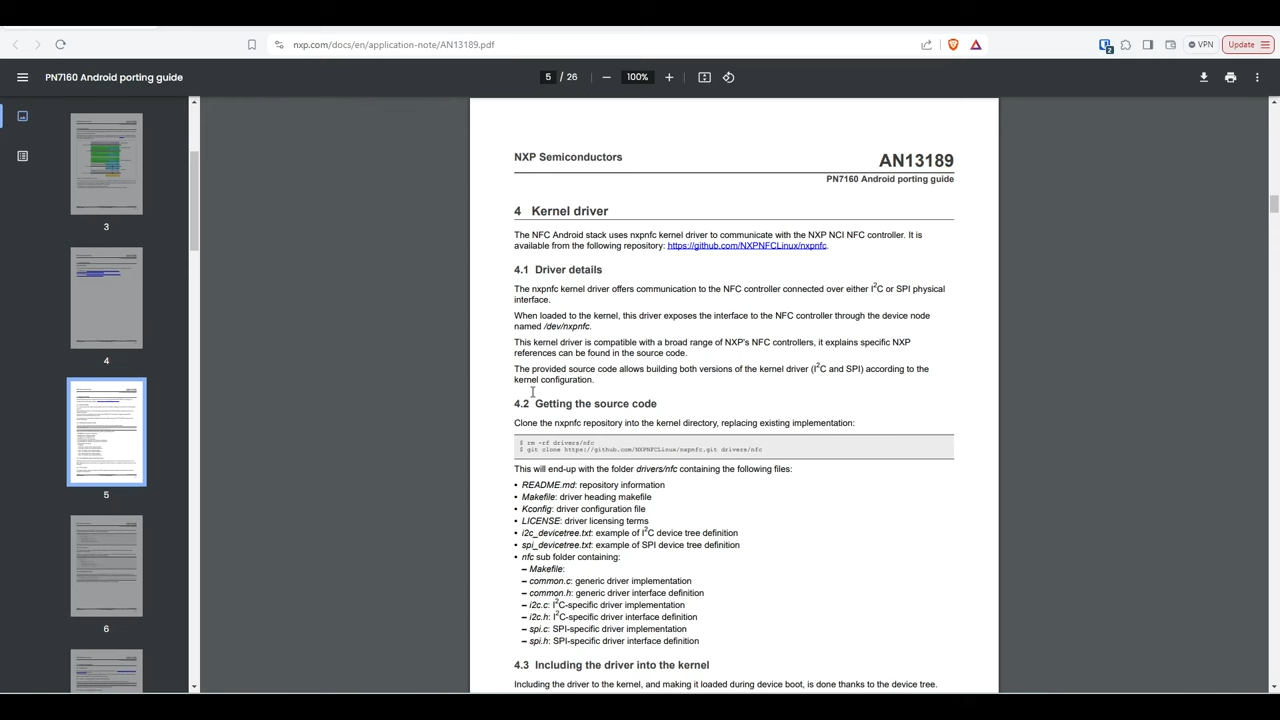 nxp.com/docs/en/application-note/AN13189.pdf
2
VPN
Update
PN7160 Android porting guide
5 / 26
100%
3
4
5
6
NXP Semiconductors
AN13189
PN7160 Android porting guide
4 Kernel driver
The NFC Android stack uses nxpnfc kernel driver to communicate with the NXP NCI NFC controller. It is
available from the following repository: https://github.com/NXPNFCLinux/nxpnfc.
4.1 Driver details
The nxpnfc kernel driver offers communication to the NFC controller connected over either I2C or SPI physical
interface.
When loaded to the kernel, this driver exposes the interface to the NFC controller through the device node
named /dev/nxpnfc.
This kernel driver is compatible with a broad range of NXP's NFC controllers, it explains specific NXP
references can be found in the source code.
The provided source code allows building both versions of the kernel driver (I2C and SPI) according to the
kernel configuration.
4.2 Getting the source code
Clone the nxpnfc repository into the kernel directory, replacing existing implementation:
$ rm -rf drivers/nfc
$ git clone https://github.com/NXPNFCLinux/nxpnfc.git drivers/nfc
This will end-up with the folder drivers/nfc containing the following files:
• README.md: repository information
• Makefile: driver heading makefile
• Kconfig: driver configuration file
• LICENSE: driver licensing terms
• i2c_devicetree.txt: example of I2C device tree definition
• spi_devicetree.txt: example of SPI device tree definition
• nfc sub folder containing:
– Makefile:
– common.c: generic driver implementation
– common.h: generic driver interface definition
– i2c.c: I2C-specific driver implementation
– i2c.h: I2C-specific driver interface definition
– spi.c: SPI-specific driver implementation
– spi.h: SPI-specific driver interface definition
4.3 Including the driver into the kernel
Including the driver to the kernel, and making it loaded during device boot, is done thanks to the device tree.